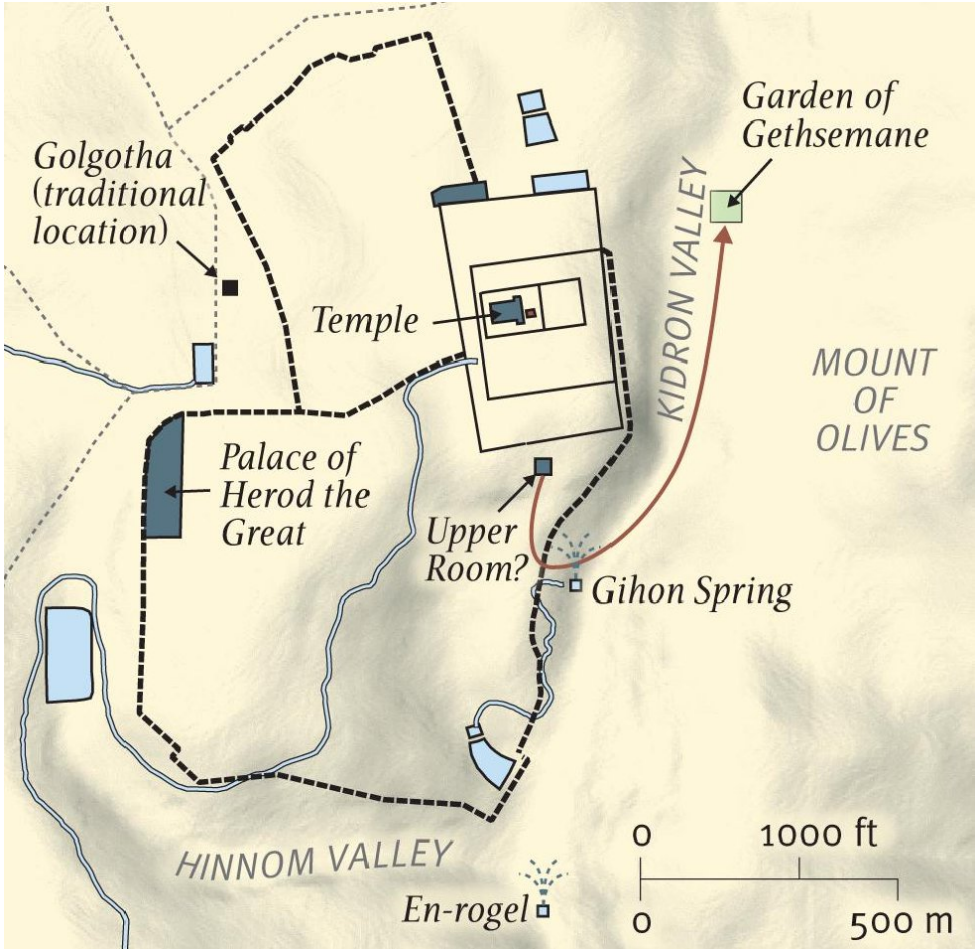 Garden of
Gethsemane
Golgotha
(traditional
location)
KIDRON VALLEY
Temple
MOUNT
OF
OLIVES
Palace of
Herod the
Great
Upper
Room?
Gihon Spring
HINNOM VALLEY
En-rogel
0 1000 ft
0 500 m